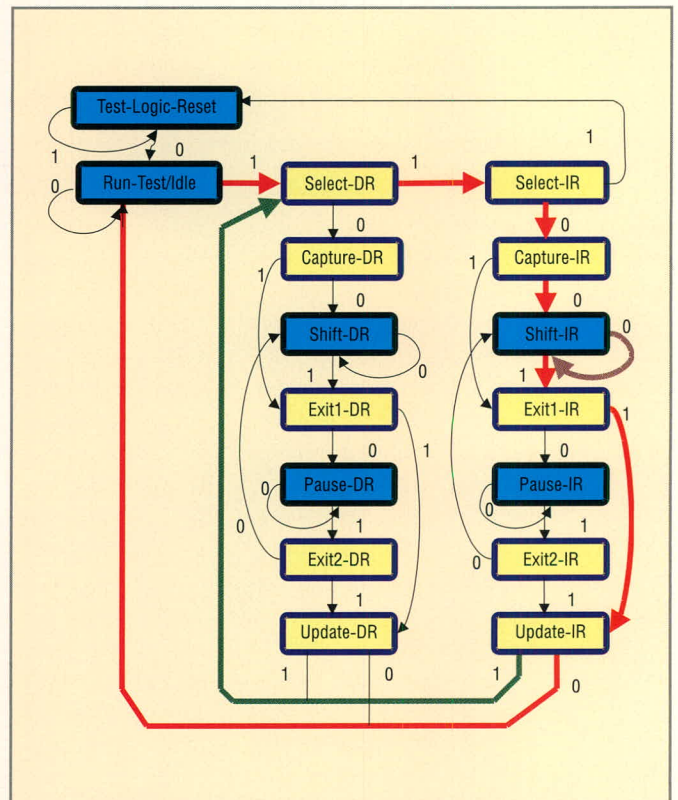 Test-Logic-Reset
1
0
1
Run-Test/Idle
0
1
Select-DR
1
Select-IR
0
0
Capture-DR
1
Capture-IR
1
0
0
Shift-DR
0
Shift-IR
0
1
1
Exit1-DR
1
Exit1-IR
1
0
0
Pause-DR
0
Pause-IR
0
1
1
0
Exit2-DR
0
Exit2-IR
1
1
Update-DR
Update-IR
1
0
1
0